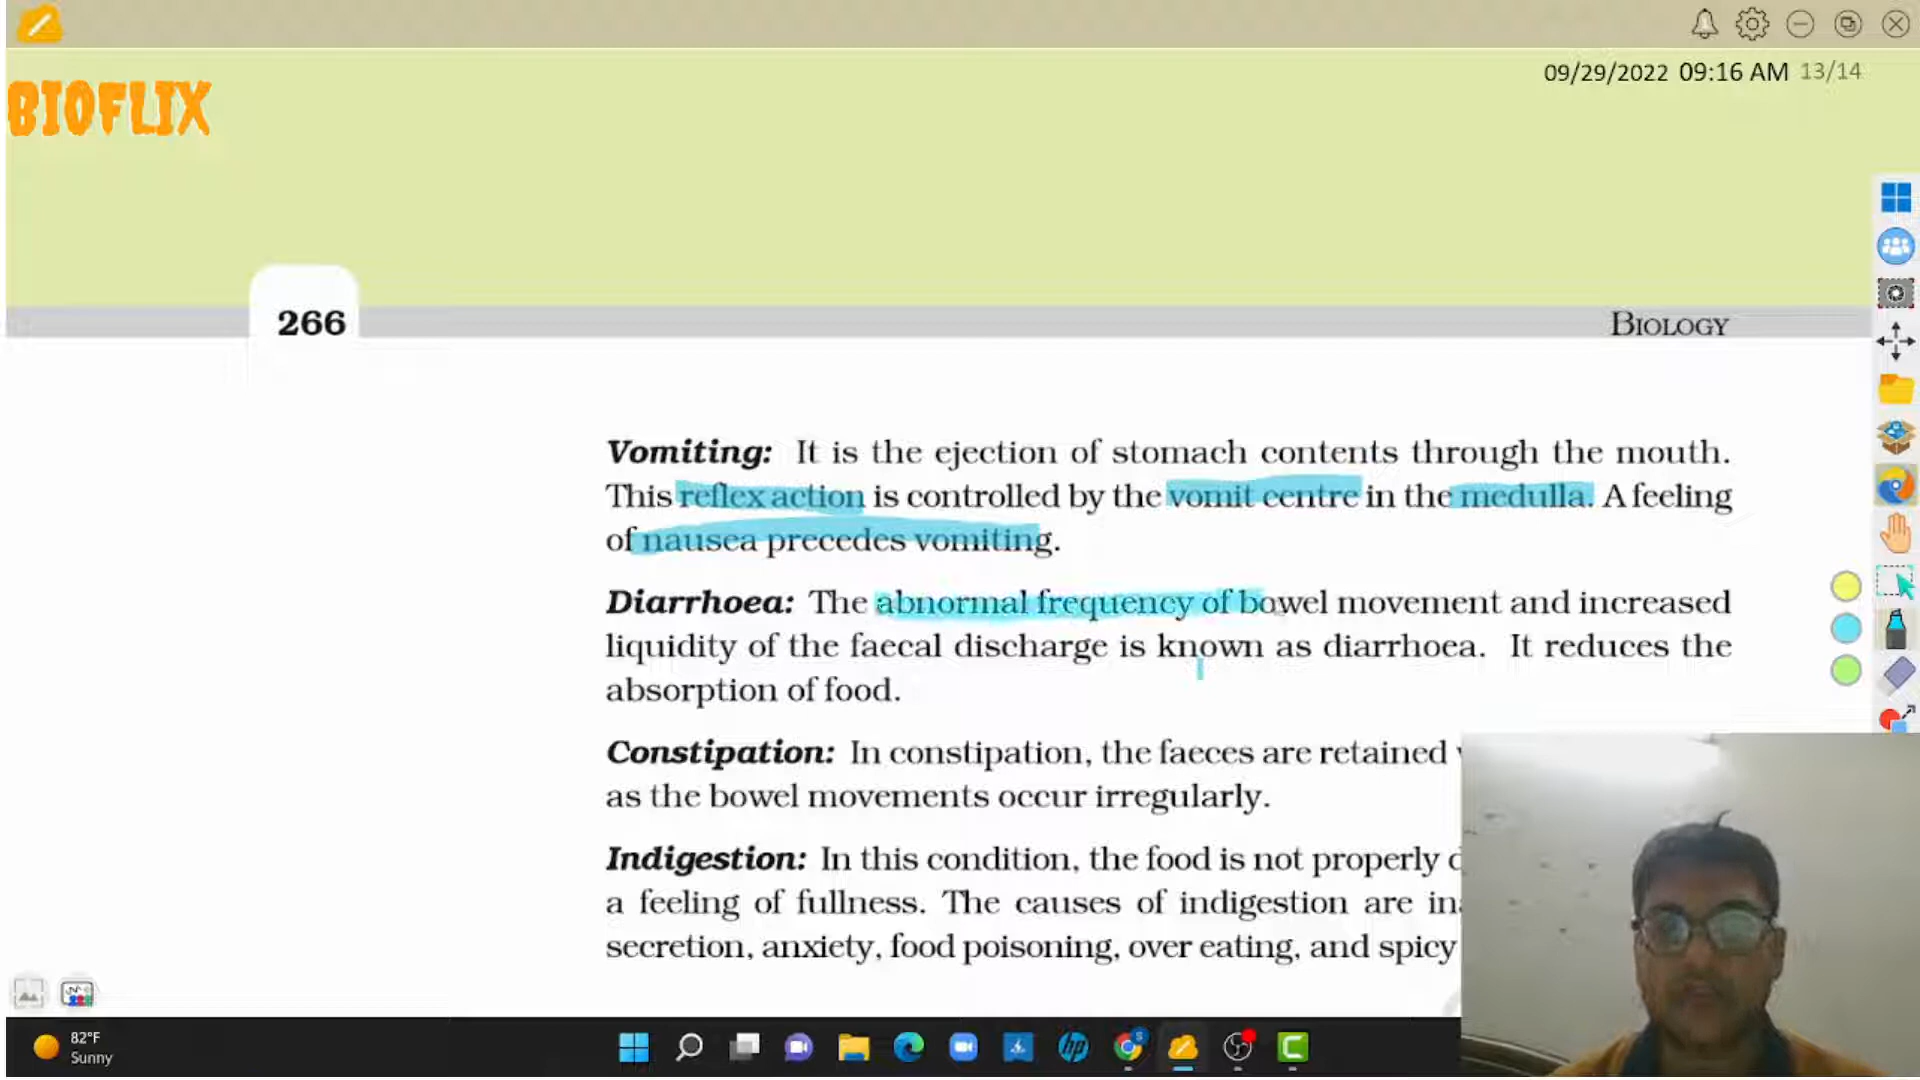 09/29/2022 09:16 AM 13/14
BIOFLIX
266
BIOLOGY
Vomiting: It is the ejection of stomach contents through the mouth.
This reflex action is controlled by the vomit centre in the medulla. A feeling
of nausea precedes vomiting.
Diarrhoea: The abnormal frequency of bowel movement and increased
liquidity of the faecal discharge is known as diarrhoea. It reduces the
absorption of food.
Constipation: In constipation, the faeces are retained
as the bowel movements occur irregularly.
Indigestion: In this condition, the food is not properly
a feeling of fullness. The causes of indigestion are
secretion, anxiety, food poisoning, over eating, and spicy
82°F
Sunny